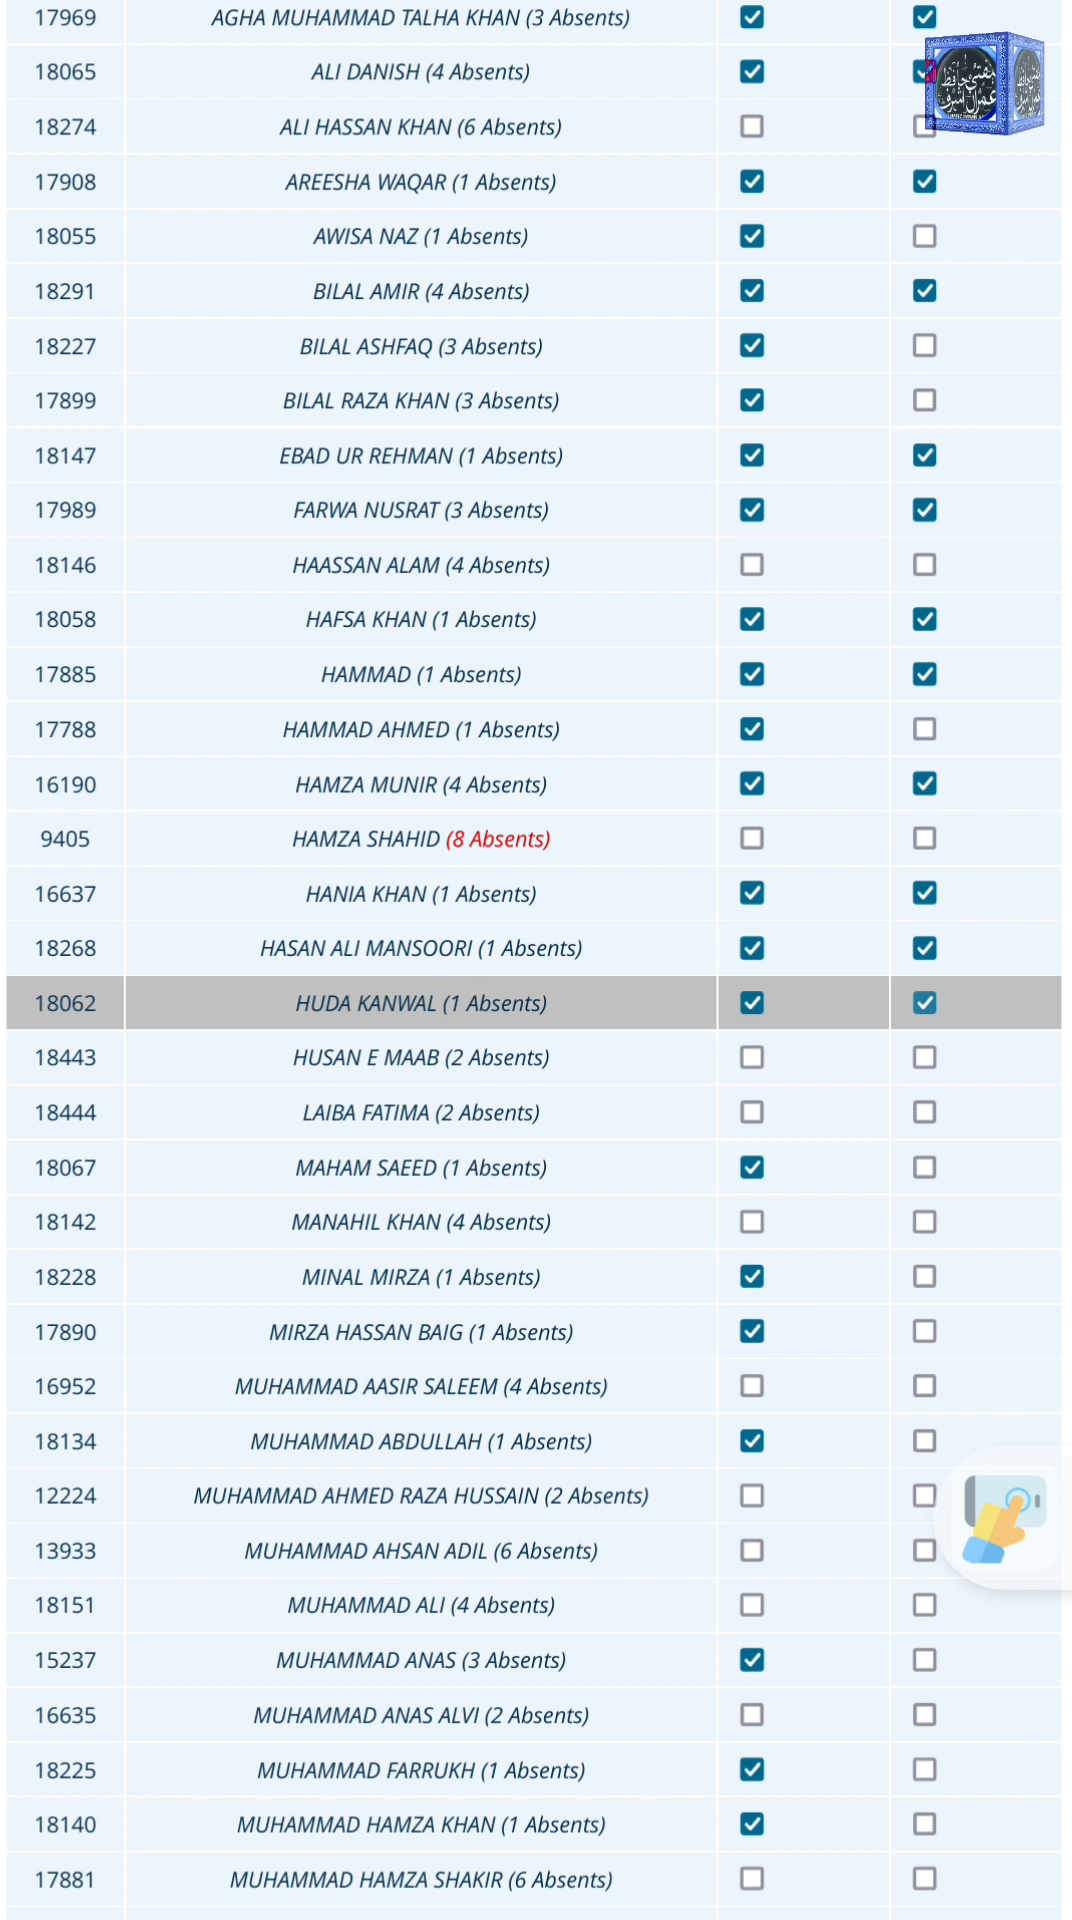 17969 AGHA MUHAMMAD TALHA KHAN (3 Absents)
18065 ALI DANISH (4 Absents)
18274 ALI HASSAN KHAN (6 Absents)
17908 AREESHA WAQAR (1 Absents)
18055 AWISA NAZ (1 Absents)
18291 BILAL AMIR (4 Absents)
18227 BILAL ASHFAQ (3 Absents)
17899 BILAL RAZA KHAN (3 Absents)
18147 EBAD UR REHMAN (1 Absents)
17989 FARWA NUSRAT (3 Absents)
18146 HAASSAN ALAM (4 Absents)
18058 HAFSA KHAN (1 Absents)
17885 HAMMAD (1 Absents)
17788 HAMMAD AHMED (1 Absents)
16190 HAMZA MUNIR (4 Absents)
9405 HAMZA SHAHID (8 Absents)
16637 HANIA KHAN (1 Absents)
18268 HASAN ALI MANSOORI (1 Absents)
18062 HUDA KANWAL (1 Absents)
18443 HUSAN E MAAB (2 Absents)
18444 LAIBA FATIMA (2 Absents)
18067 MAHAM SAEED (1 Absents)
18142 MANAHIL KHAN (4 Absents)
18228 MINAL MIRZA (1 Absents)
17890 MIRZA HASSAN BAIG (1 Absents)
16952 MUHAMMAD AASIR SALEEM (4 Absents)
18134 MUHAMMAD ABDULLAH (1 Absents)
12224 MUHAMMAD AHMED RAZA HUSSAIN (2 Absents)
13933 MUHAMMAD AHSAN ADIL (6 Absents)
18151 MUHAMMAD ALI (4 Absents)
15237 MUHAMMAD ANAS (3 Absents)
16635 MUHAMMAD ANAS ALVI (2 Absents)
18225 MUHAMMAD FARRUKH (1 Absents)
18140 MUHAMMAD HAMZA KHAN (1 Absents)
17881 MUHAMMAD HAMZA SHAKIR (6 Absents)